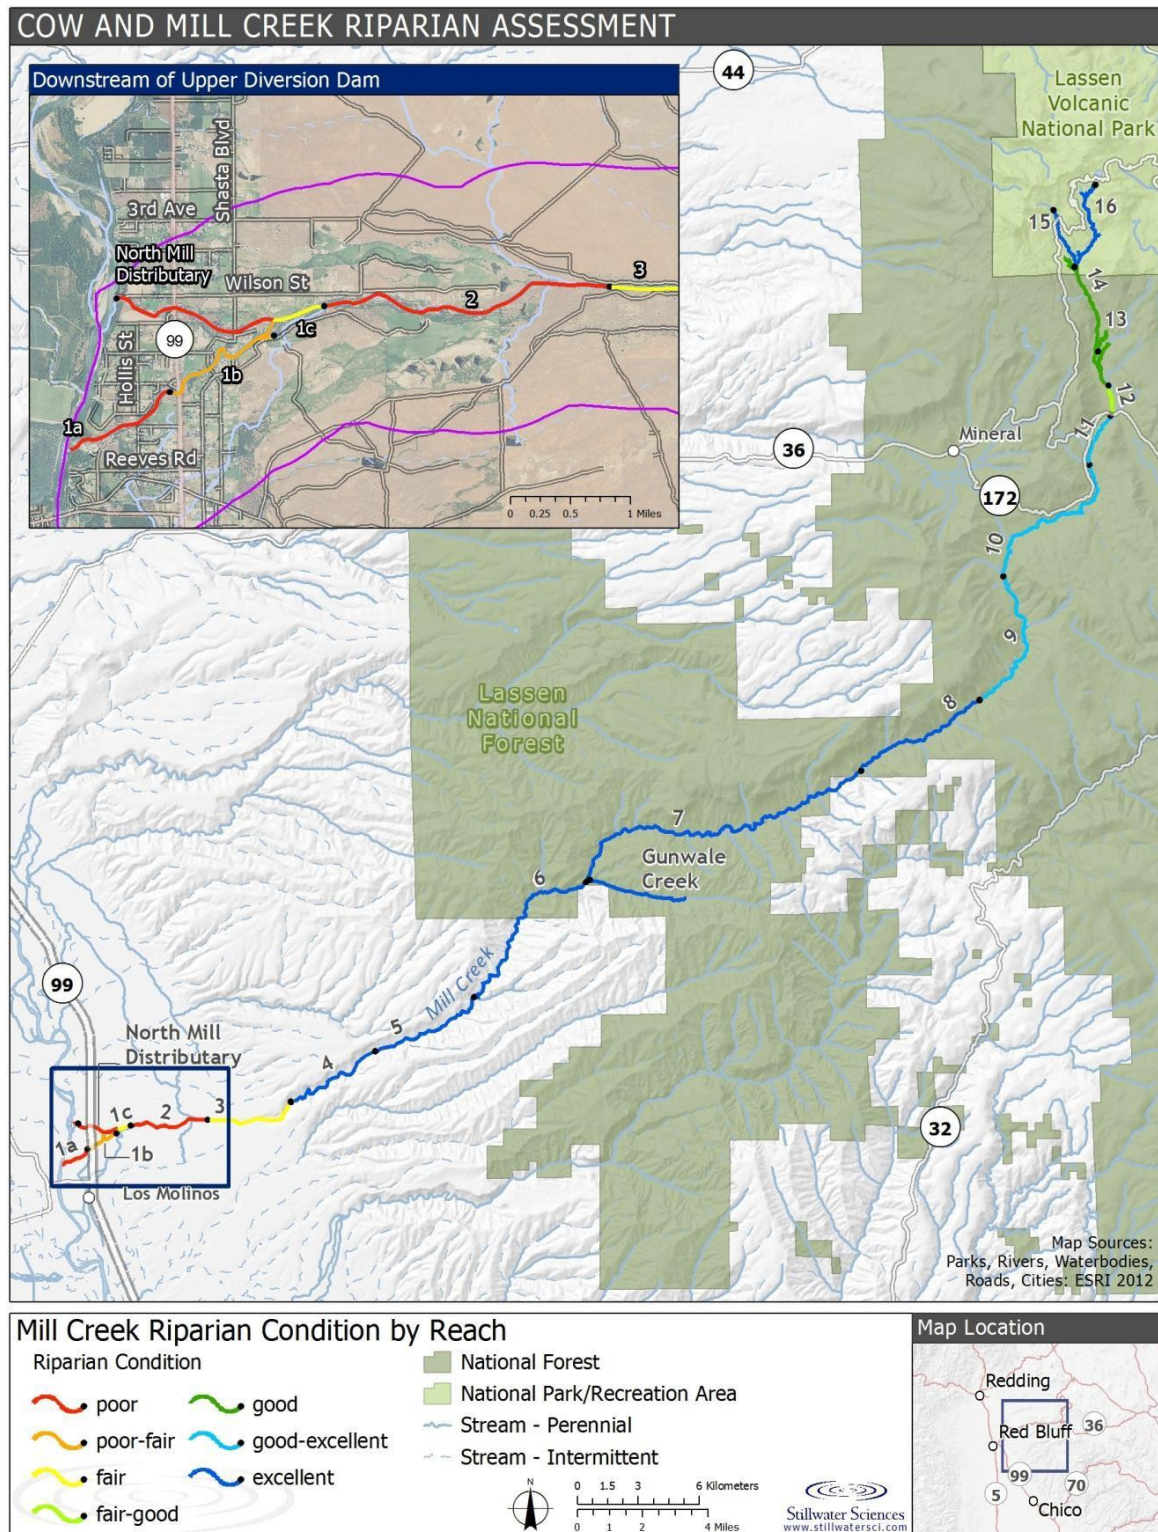 COW AND MILL CREEK RIPARIAN ASSESSMENT
Downstream of Upper Diversion Dam
44
Lassen
Volcanic
National Park
Shasta Blvd
3rd Ave
North Mill
Distributary
Wilson St
3
2
1c
99
Hollis St
1b
1a
Reeves Rd
0 0.25 0.5 1 Miles
15
16
14
13
12
11
Mineral
36
172
10
9
8
Lassen
National
Forest
7
Gunwale
Creek
6
Mill Creek
5
4
99
North Mill
Distributary
3
2
1c
1a
1b
Los Molinos
32
Map Sources:
Parks, Rivers, Waterbodies,
Roads, Cities: ESRI 2012
Mill Creek Riparian Condition by Reach
Riparian Condition
poor
poor-fair
fair
fair-good
good
good-excellent
excellent
National Forest
National Park/Recreation Area
Stream - Perennial
Stream - Intermittent
N
0 1.5 3 6 Kilometers
0 1 2 4 Miles
Stillwater Sciences
www.stillwatersci.com
Map Location
Redding
Red Bluff
36
99
70
5
Chico